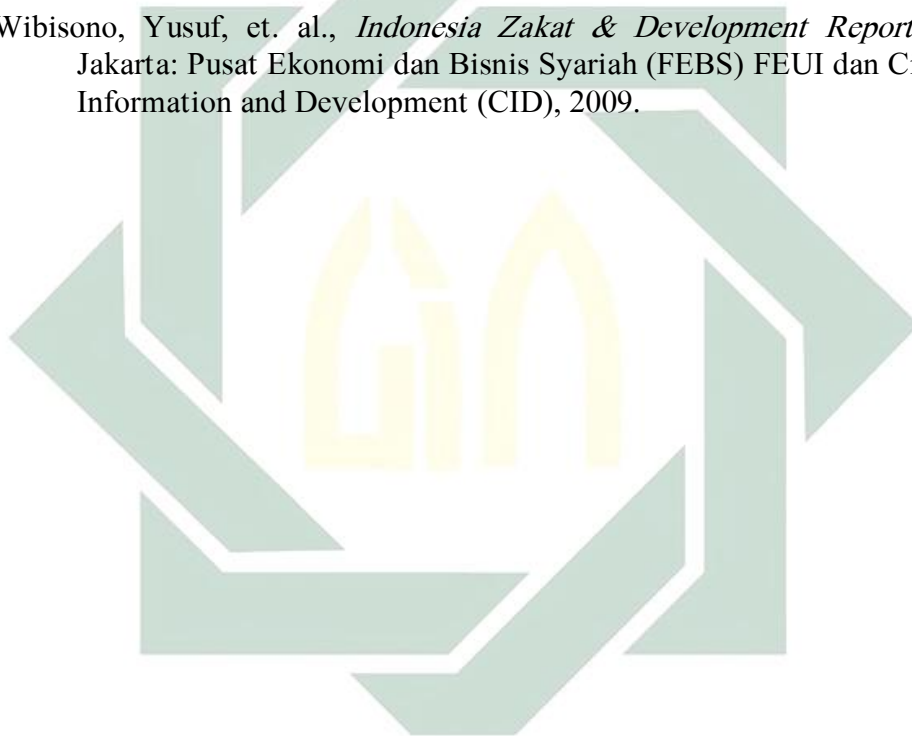 Wibisono, Yusuf, et. al., Indonesia Zakat & Development Report
Jakarta: Pusat Ekonomi dan Bisnis Syariah (FEBS) FEUI dan
Information and Development (CID), 2009.